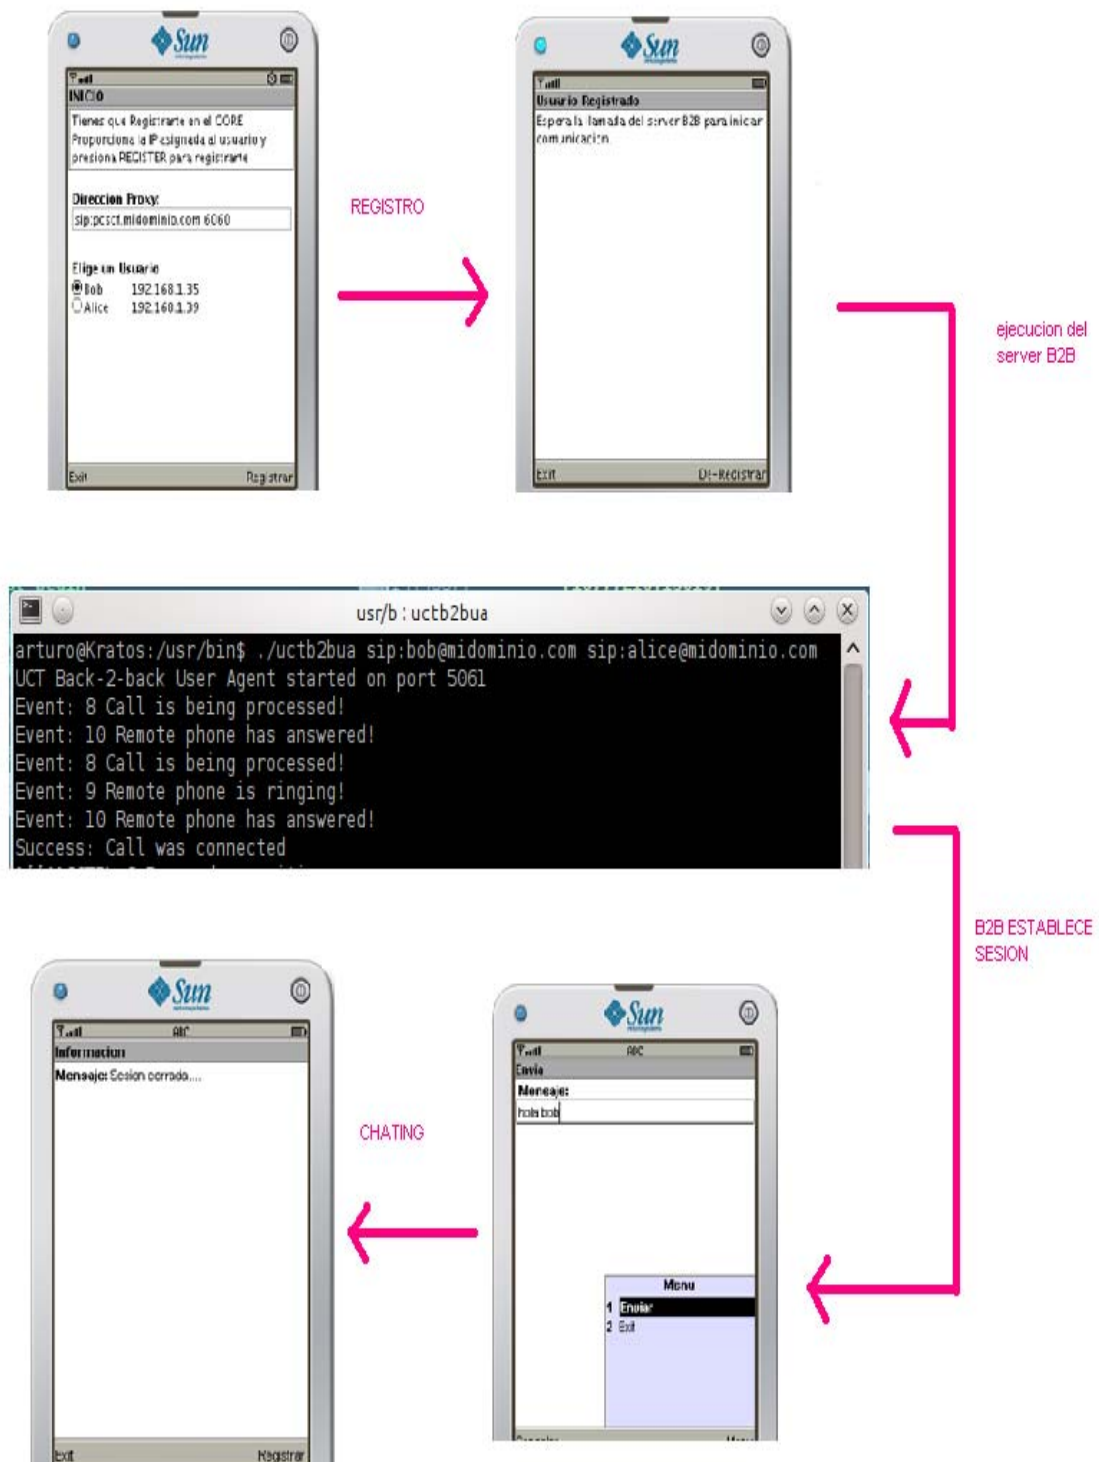 Sun
INICIO
Tienes que Registrarte en el CORE
Proporciona la IP asignada al usuario y
presiona REGISTER para registrarte
Direccion Proxy:
sip:pcscf.midominio.com 6060
Elige un Usuario
Bob 192.168.1.35
Alice 192.168.1.39
Exit Registrar
REGISTRO
Sun
Usuario Registrado
Espera la llamada del server B2B para iniciar
comunicacion
Exit De-Registrar
ejecucion del
server B2B
usr/b : uctb2bua
arturo@Kratos:/usr/bin$ ./uctb2bua sip:bob@midominio.com sip:alice@midominio.com
UCT Back-2-back User Agent started on port 5061
Event: 8 Call is being processed!
Event: 10 Remote phone has answered!
Event: 8 Call is being processed!
Event: 9 Remote phone is ringing!
Event: 10 Remote phone has answered!
Success: Call was connected
B2B ESTABLECE
SESION
Sun
ABC
Envia
Mensaje:
hola bob
Menu
1 Enviar
2 Exit
CHATING
Sun
ABC
Informacion
Mensaje: Sesion cerrada....
Exit Registrar